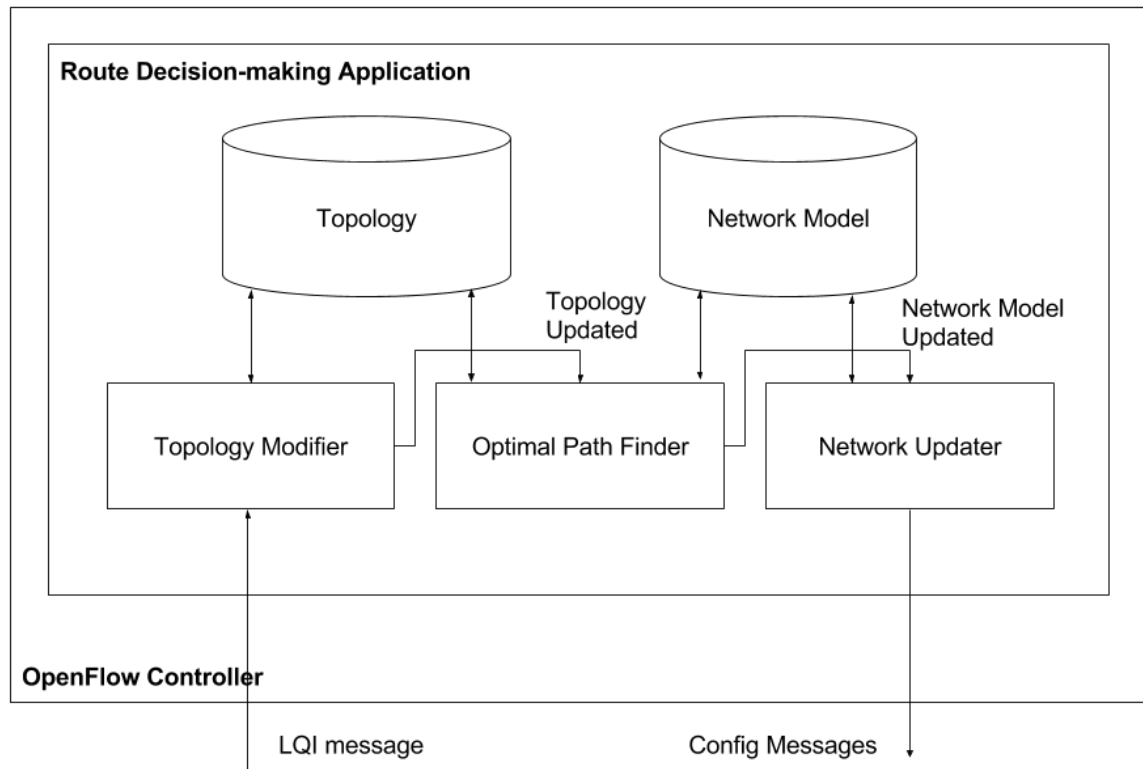 Route Decision-making Application
Topology
Network Model
Topology
Updated
Network Model
Updated
Topology Modifier
Optimal Path Finder
Network Updater
OpenFlow Controller
LQI message
Config Messages